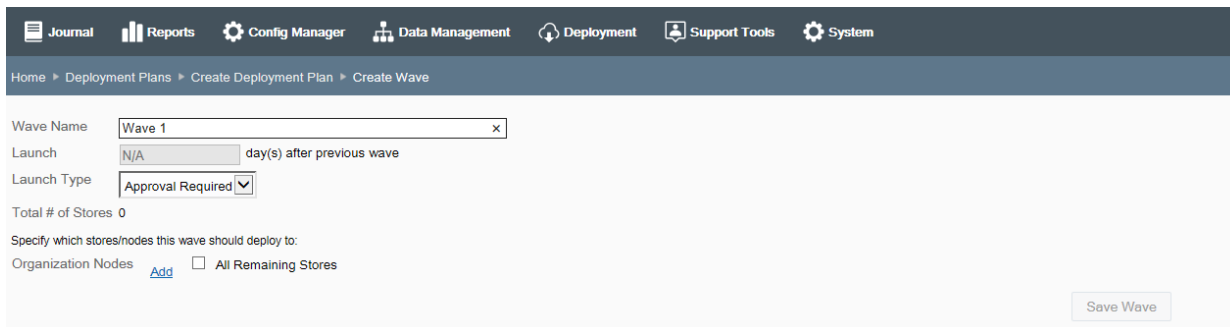 Journal Reports Config Manager Data Management Deployment Support Tools System
Home Deployment Plans Create Deployment Plan Create Wave
Wave Name Wave 1 ×
Launch N/A day(s) after previous wave
Launch Type Approval Required
Total # of Stores 0
Specify which stores/nodes this wave should deploy to:
Organization Nodes Add All Remaining Stores
Save Wave